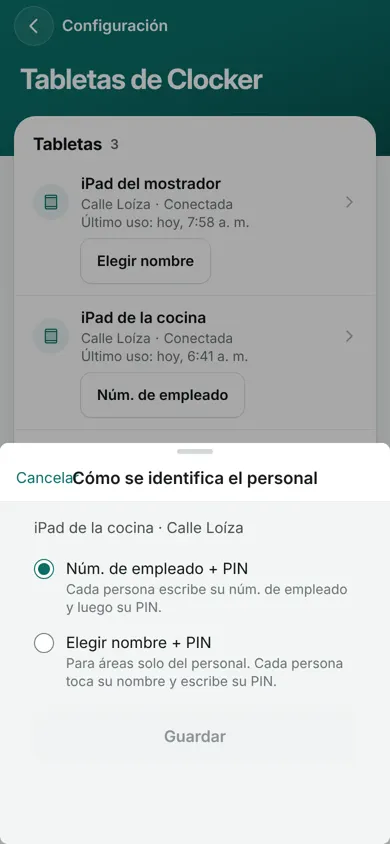 Configuración
Tabletas de Clocker
Tabletas 3
iPad del mostrador
Calle Loíza · Conectada
Último uso: hoy, 7:58 a. m.
Elegir nombre
iPad de la cocina
Calle Loíza · Conectada
Último uso: hoy, 6:41 a. m.
Núm. de empleado
Cancela
Cómo se identifica el personal
iPad de la cocina · Calle Loíza
Núm. de empleado + PIN
Cada persona escribe su núm. de empleado
y luego su PIN.
Elegir nombre + PIN
Para áreas solo del personal. Cada persona
toca su nombre y escribe su PIN.
Guardar